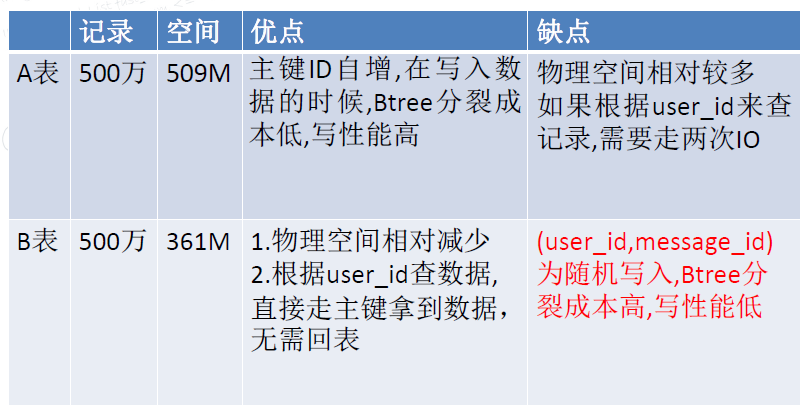 记录 空间 优点 缺点
A表 500万 509M 主键ID自增,在写入数据的时候,Btree分裂成本低,写性能高 物理空间相对较多
如果根据user_id来查记录,需要走两次IO
B表 500万 361M 1.物理空间相对减少
2.根据user_id查数据,直接走主键拿到数据，无需回表
(user_id,message_id)为随机写入,Btree分裂成本高,写性能低